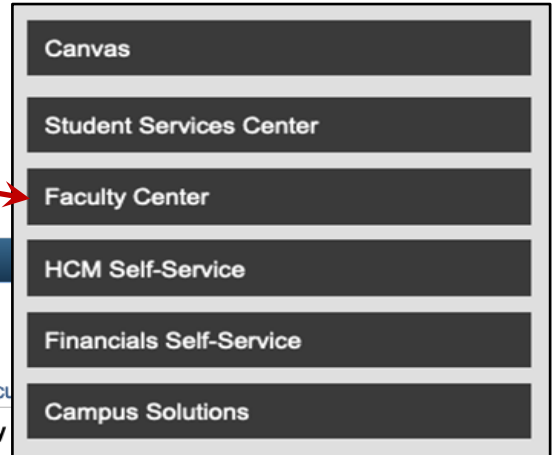 Canvas
Student Services Center
Faculty Center
HCM Self-Service
Financials Self-Service
Campus Solutions